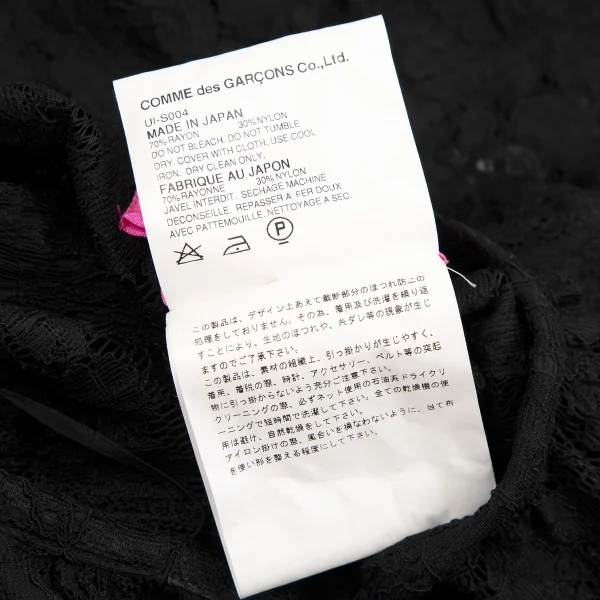 COMME des GARÇONS Co.,Ltd.
UI-S004
MADE IN JAPAN
70%RAYON 30%NYLON
DO NOT BLEACH. DO NOT TUMBLE
DRY. COVER WITH CLOTH. USE COOL
IRON. DRY CLEAN ONLY.
FABRIQUE AU JAPON
70%RAYONNE 30%NYLON
JAVEL INTERDIT. SECHAGE MACHINE
DECONSEILLE. REPASSER A FER DOUX
AVEC PATTEMOUILLE. NETTOYAGE A SEC.
P
この製品は、デザイン上あえて裁断部分のほつれ防止の
処理をしておりません。その為、着用及び洗濯を繰り返
すことにより、生地のほつれや、糸ダレ等の現象が生じ
ますのでご了承下さい。
この製品は、素材の組織上、引っ掛かりが生じやすく、
着用、着脱の際、時計、アクセサリー、ベルト等の突起
物に引っ掛からないよう充分ご注意下さい。
クリーニングの際、必ずネット使用の石油系ドライクリ
ーニングで短時間で洗濯して下さい。全ての乾燥機の使
用は避け、自然乾燥をして下さい。
アイロン掛けの際、風合いを損なわないように、当て布
を使い形を整える程度にして下さい。